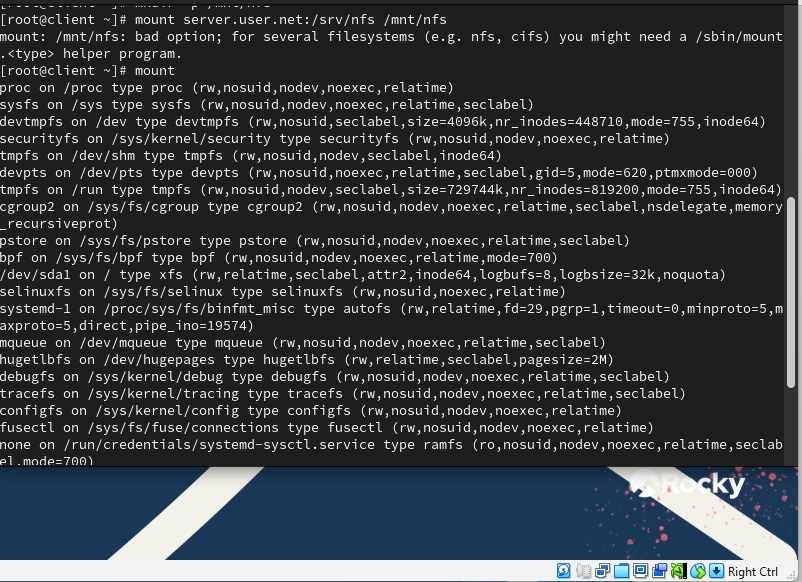 [root@client ~]# mount server.user.net:/srv/nfs /mnt/nfs
mount: /mnt/nfs: bad option; for several filesystems (e.g. nfs, cifs) you might need a /sbin/mount
.<type> helper program.
[root@client ~]# mount
proc on /proc type proc (rw,nosuid,nodev,noexec,relatime)
sysfs on /sys type sysfs (rw,nosuid,nodev,noexec,relatime,seclabel)
devtmpfs on /dev type devtmpfs (rw,nosuid,seclabel,size=4096k,nr_inodes=448710,mode=755,inode64)
securityfs on /sys/kernel/security type securityfs (rw,nosuid,nodev,noexec,relatime)
tmpfs on /dev/shm type tmpfs (rw,nosuid,nodev,seclabel,inode64)
devpts on /dev/pts type devpts (rw,nosuid,noexec,relatime,seclabel,gid=5,mode=620,ptmxmode=000)
tmpfs on /run type tmpfs (rw,nosuid,nodev,seclabel,size=729744k,nr_inodes=819200,mode=755,inode64)
cgroup2 on /sys/fs/cgroup type cgroup2 (rw,nosuid,nodev,noexec,relatime,seclabel,nsdelegate,memory
_recursiveprot)
pstore on /sys/fs/pstore type pstore (rw,nosuid,nodev,noexec,relatime,seclabel)
bpf on /sys/fs/bpf type bpf (rw,nosuid,nodev,noexec,relatime,mode=700)
/dev/sda1 on / type xfs (rw,relatime,seclabel,attr2,inode64,logbufs=8,logbsize=32k,noquota)
selinuxfs on /sys/fs/selinux type selinuxfs (rw,nosuid,noexec,relatime)
systemd-1 on /proc/sys/fs/binfmt_misc type autofs (rw,relatime,fd=29,pgrp=1,timeout=0,minproto=5,m
axproto=5,direct,pipe_ino=19574)
mqueue on /dev/mqueue type mqueue (rw,nosuid,nodev,noexec,relatime,seclabel)
hugetlbfs on /dev/hugepages type hugetlbfs (rw,relatime,seclabel,pagesize=2M)
debugfs on /sys/kernel/debug type debugfs (rw,nosuid,nodev,noexec,relatime,seclabel)
tracefs on /sys/kernel/tracing type tracefs (rw,nosuid,nodev,noexec,relatime,seclabel)
configfs on /sys/kernel/config type configfs (rw,nosuid,nodev,noexec,relatime)
fusectl on /sys/fs/fuse/connections type fusectl (rw,nosuid,nodev,noexec,relatime)
none on /run/credentials/systemd-sysctl.service type ramfs (ro,nosuid,nodev,noexec,relatime,seclab
el,mode=700)
Rocky
Right Ctrl